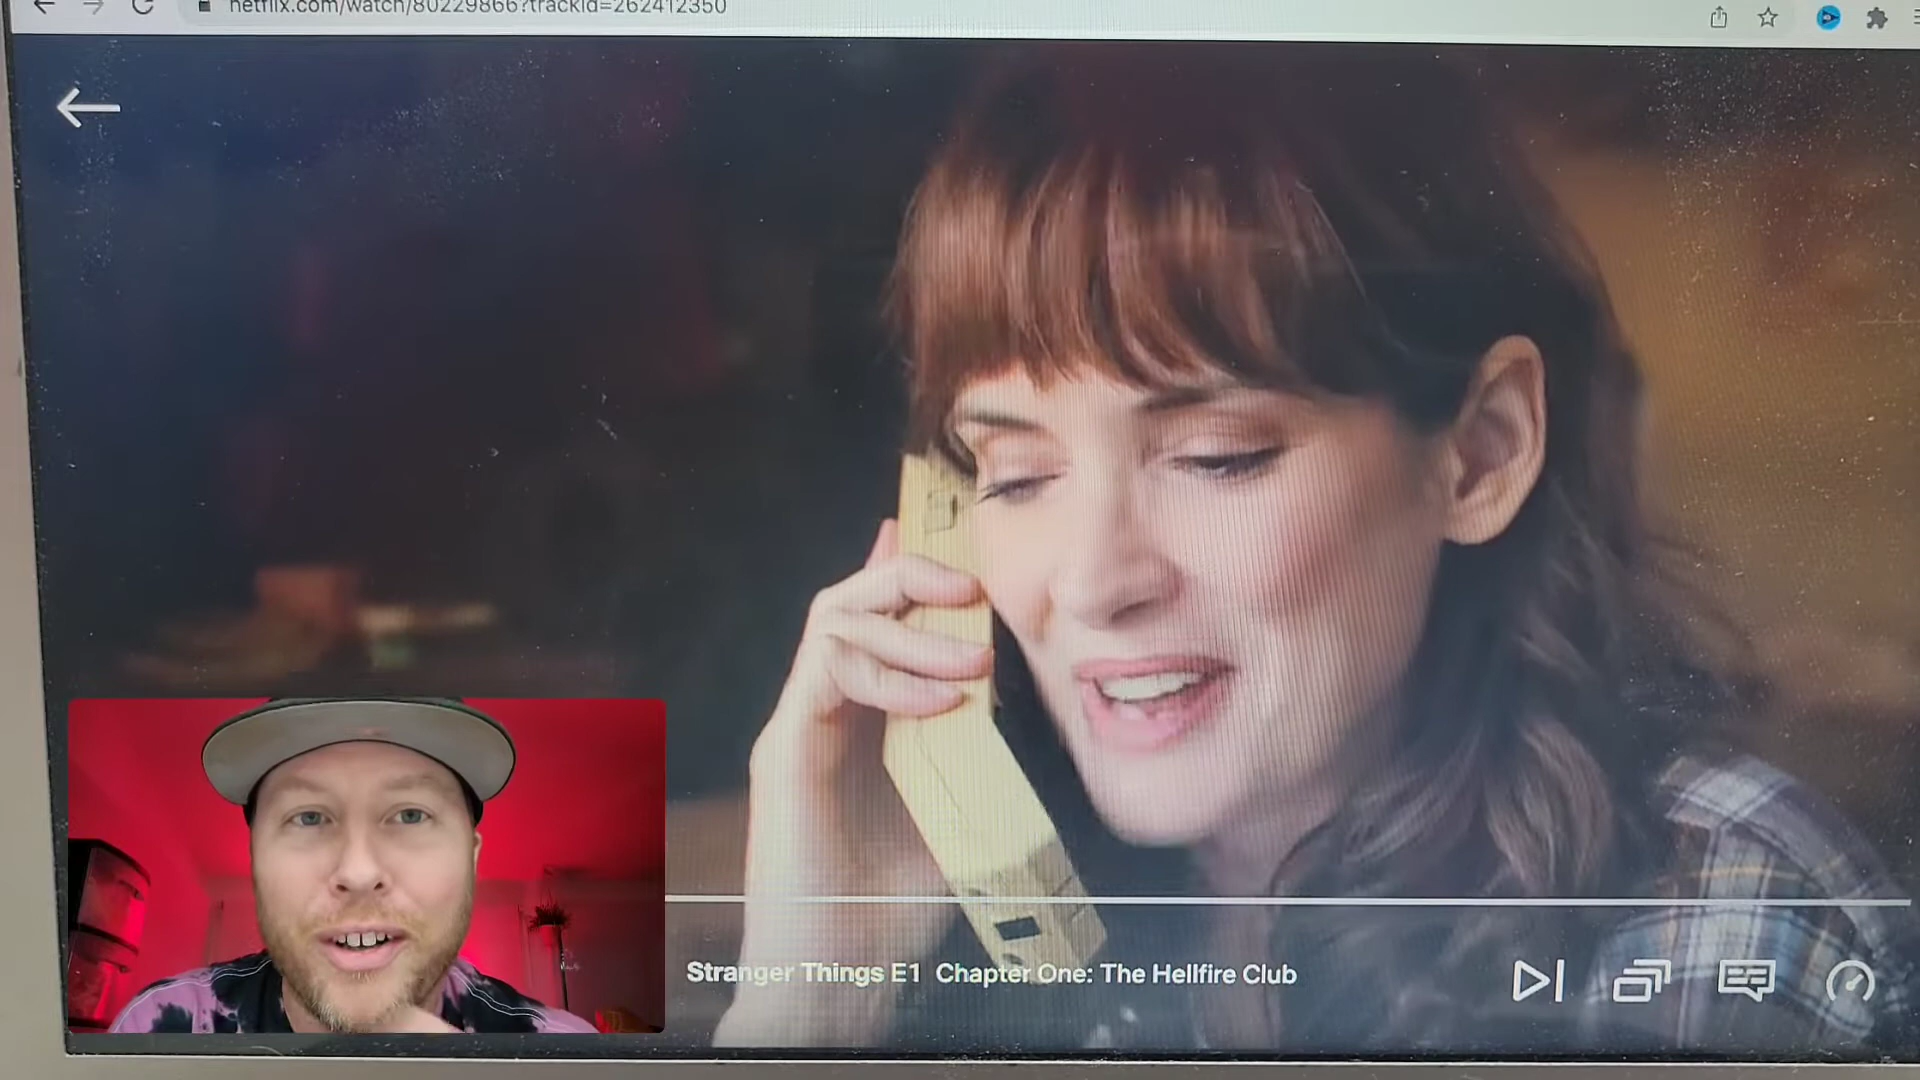 netflix.com/watch/80229866?trackId=262412350
Stranger Things E1 Chapter One: The Hellfire Club